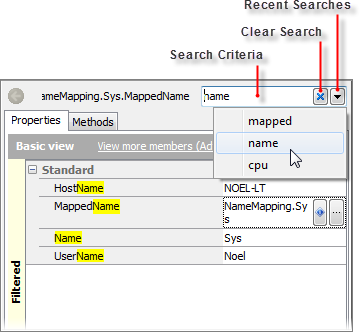 Recent Searches
Clear Search
Search Criteria
ameMapping.Sys.MappedName
name
Properties
Methods
mapped
name
cpu
Basic view
View more members (Ad
Standard
HostName
NOEL-LT
MappedName
NameMapping.Sy
s
...
Name
Sys
UserName
Noel
Filtered